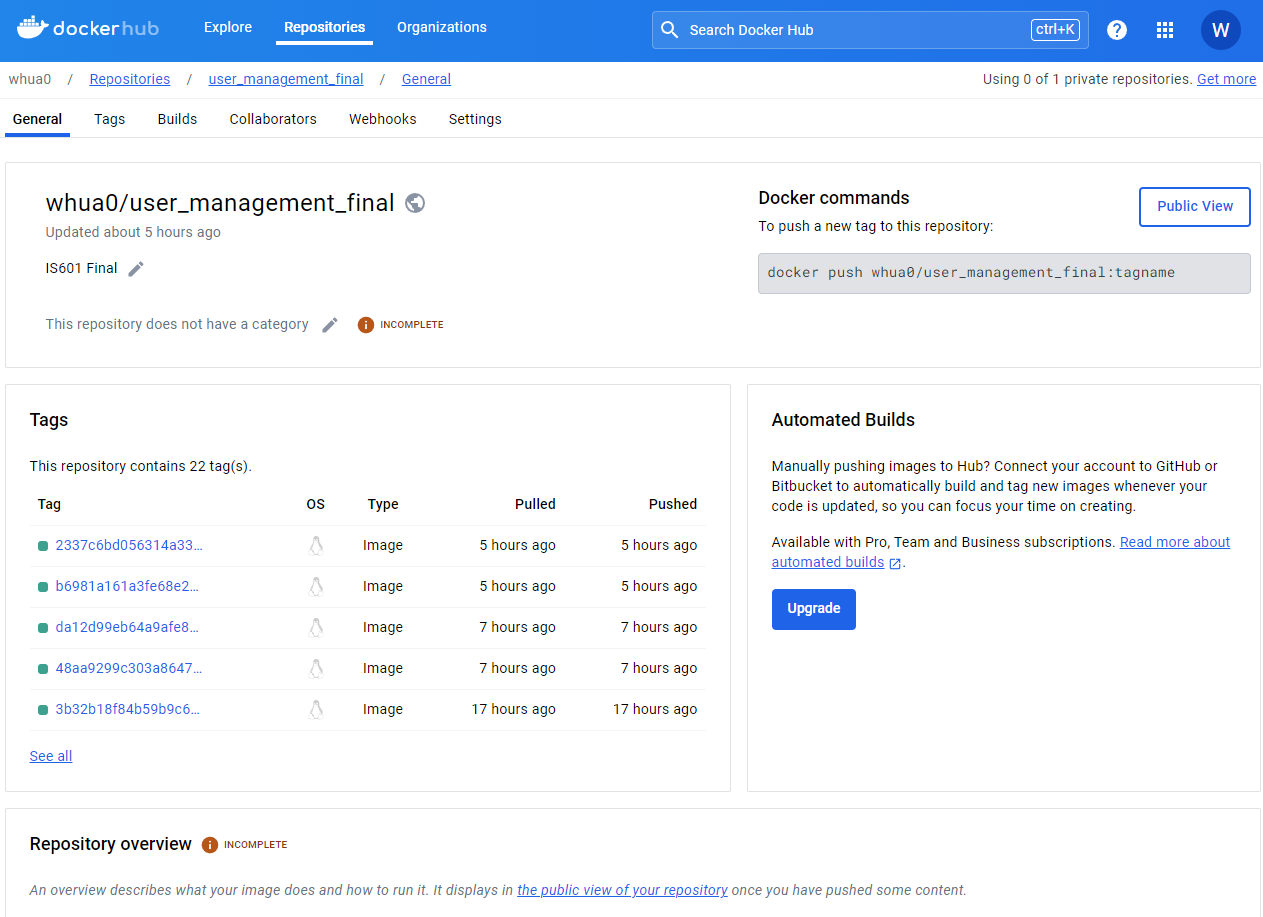 dockerhub
Explore
Repositories
Organizations
Search Docker Hub
ctrl+K
?
W
whua0 / Repositories / user_management_final / General
Using 0 of 1 private repositories. Get more
General
Tags
Builds
Collaborators
Webhooks
Settings
whua0/user_management_final
Updated about 5 hours ago
IS601 Final
This repository does not have a category
INCOMPLETE
Docker commands
To push a new tag to this repository:
Public View
docker push whua0/user_management_final:tagname
Tags
This repository contains 22 tag(s).
Tag OS Type Pulled Pushed
2337c6bd056314a33… Image 5 hours ago 5 hours ago
b6981a161a3fe68e2… Image 5 hours ago 5 hours ago
da12d99eb64a9afe8… Image 7 hours ago 7 hours ago
48aa9299c303a8647… Image 7 hours ago 7 hours ago
3b32b18f84b59b9c6… Image 17 hours ago 17 hours ago
See all
Automated Builds
Manually pushing images to Hub? Connect your account to GitHub or
Bitbucket to automatically build and tag new images whenever your
code is updated, so you can focus your time on creating.
Available with Pro, Team and Business subscriptions. Read more about
automated builds .
Upgrade
Repository overview
INCOMPLETE
An overview describes what your image does and how to run it. It displays in the public view of your repository once you have pushed some content.